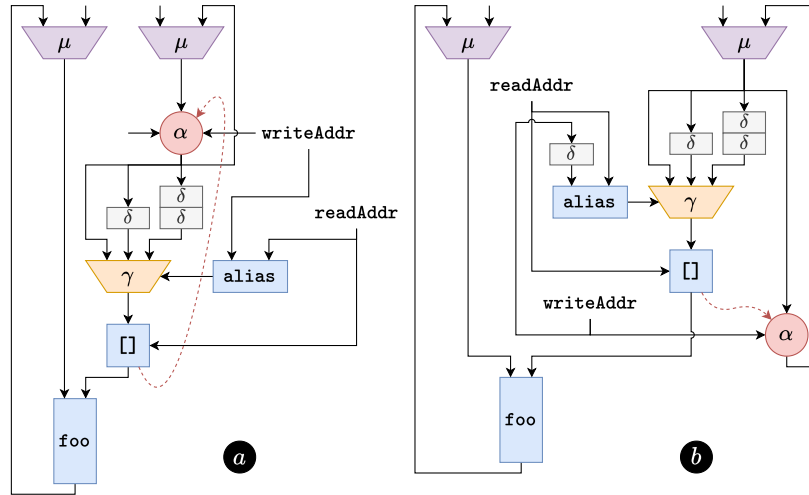 μ
μ
α
writeAddr
δ
δ
δ
readAddr
γ
alias
[]
foo
a
μ
μ
readAddr
δ
δ
δ
δ
alias
γ
[]
writeAddr
α
foo
b